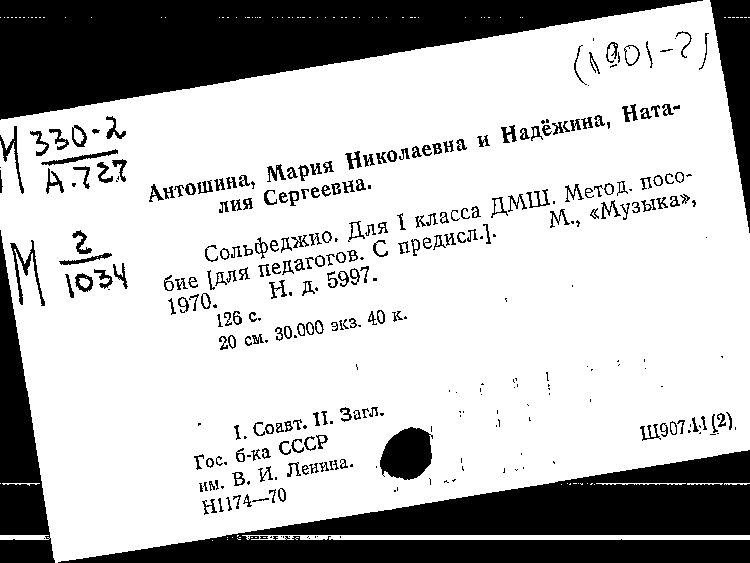 (1901-?)
М 330-2
А.727
М 2
1034
Антошина, Мария Николаевна и Надёжина, Ната-
лия Сергеевна.
Сольфеджио. Для I класса ДМШ. Метод. посо-
бие [для педагогов. С предисл.]. М., «Музыка»,
1970. Н. д. 5997.
126 с.
20 см. 30.000 экз. 40 к.
I. Соавт. II. Загл.
Гос. б-ка СССР
им. В. И. Ленина.
Н1174—70
Щ907.11(2)